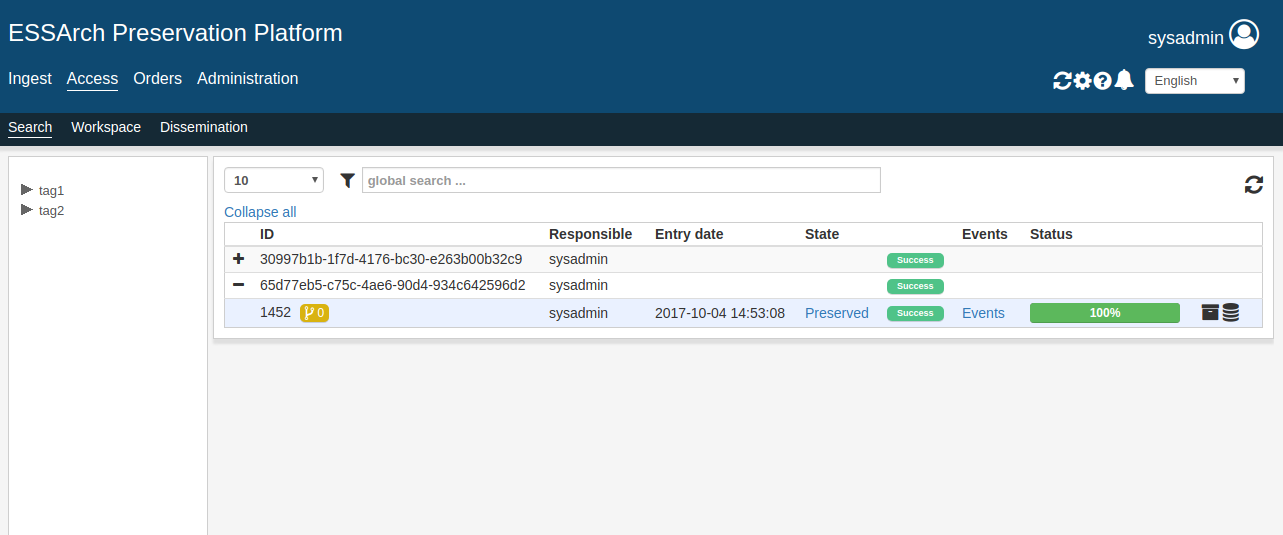 ESSArch Preservation Platform
sysadmin
Ingest Access Orders Administration
English
Search Workspace Dissemination
tag1
tag2
10 global search ...
Collapse all
ID Responsible Entry date State Events Status
30997b1b-1f7d-4176-bc30-e263b00b32c9 sysadmin Success
65d77eb5-c75c-4ae6-90d4-934c642596d2 sysadmin Success
1452 0 sysadmin 2017-10-04 14:53:08 Preserved Success Events 100%